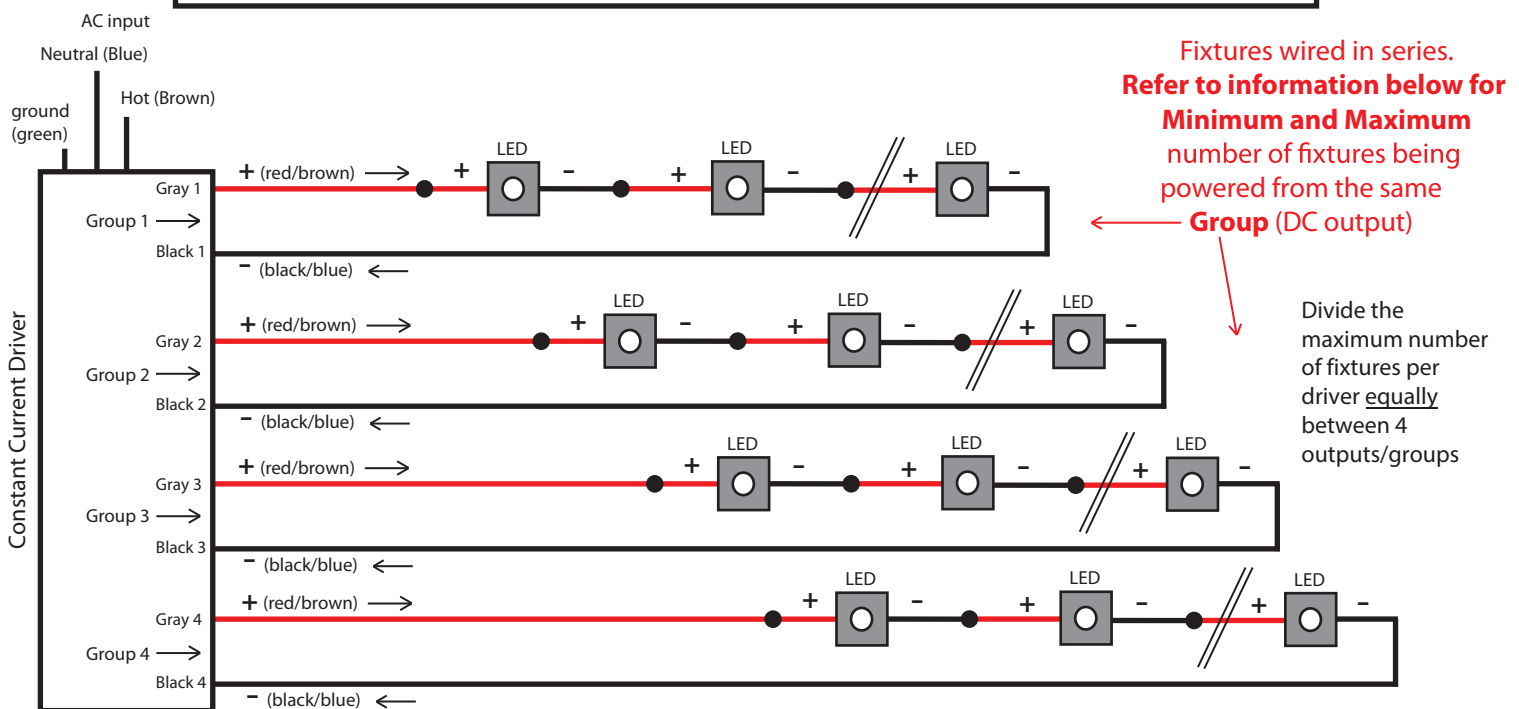 AC input
Neutral (Blue)
Hot (Brown)
ground
(green)
Fixtures wired in series.
Refer to information below for
Minimum and Maximum
number of fixtures being
powered from the same
Group (DC output)
Divide the
maximum number
of fixtures per
driver equally
between 4
outputs/groups
Constant Current Driver
Gray 1
+ (red/brown)
+ LED -
+ LED -
+ LED -
Group 1
Black 1
- (black/blue)
Gray 2
+ (red/brown)
+ LED -
+ LED -
+ LED -
Group 2
Black 2
- (black/blue)
Gray 3
+ (red/brown)
+ LED -
+ LED -
+ LED -
Group 3
Black 3
- (black/blue)
Gray 4
+ (red/brown)
+ LED -
+ LED -
+ LED -
Group 4
Black 4
- (black/blue)